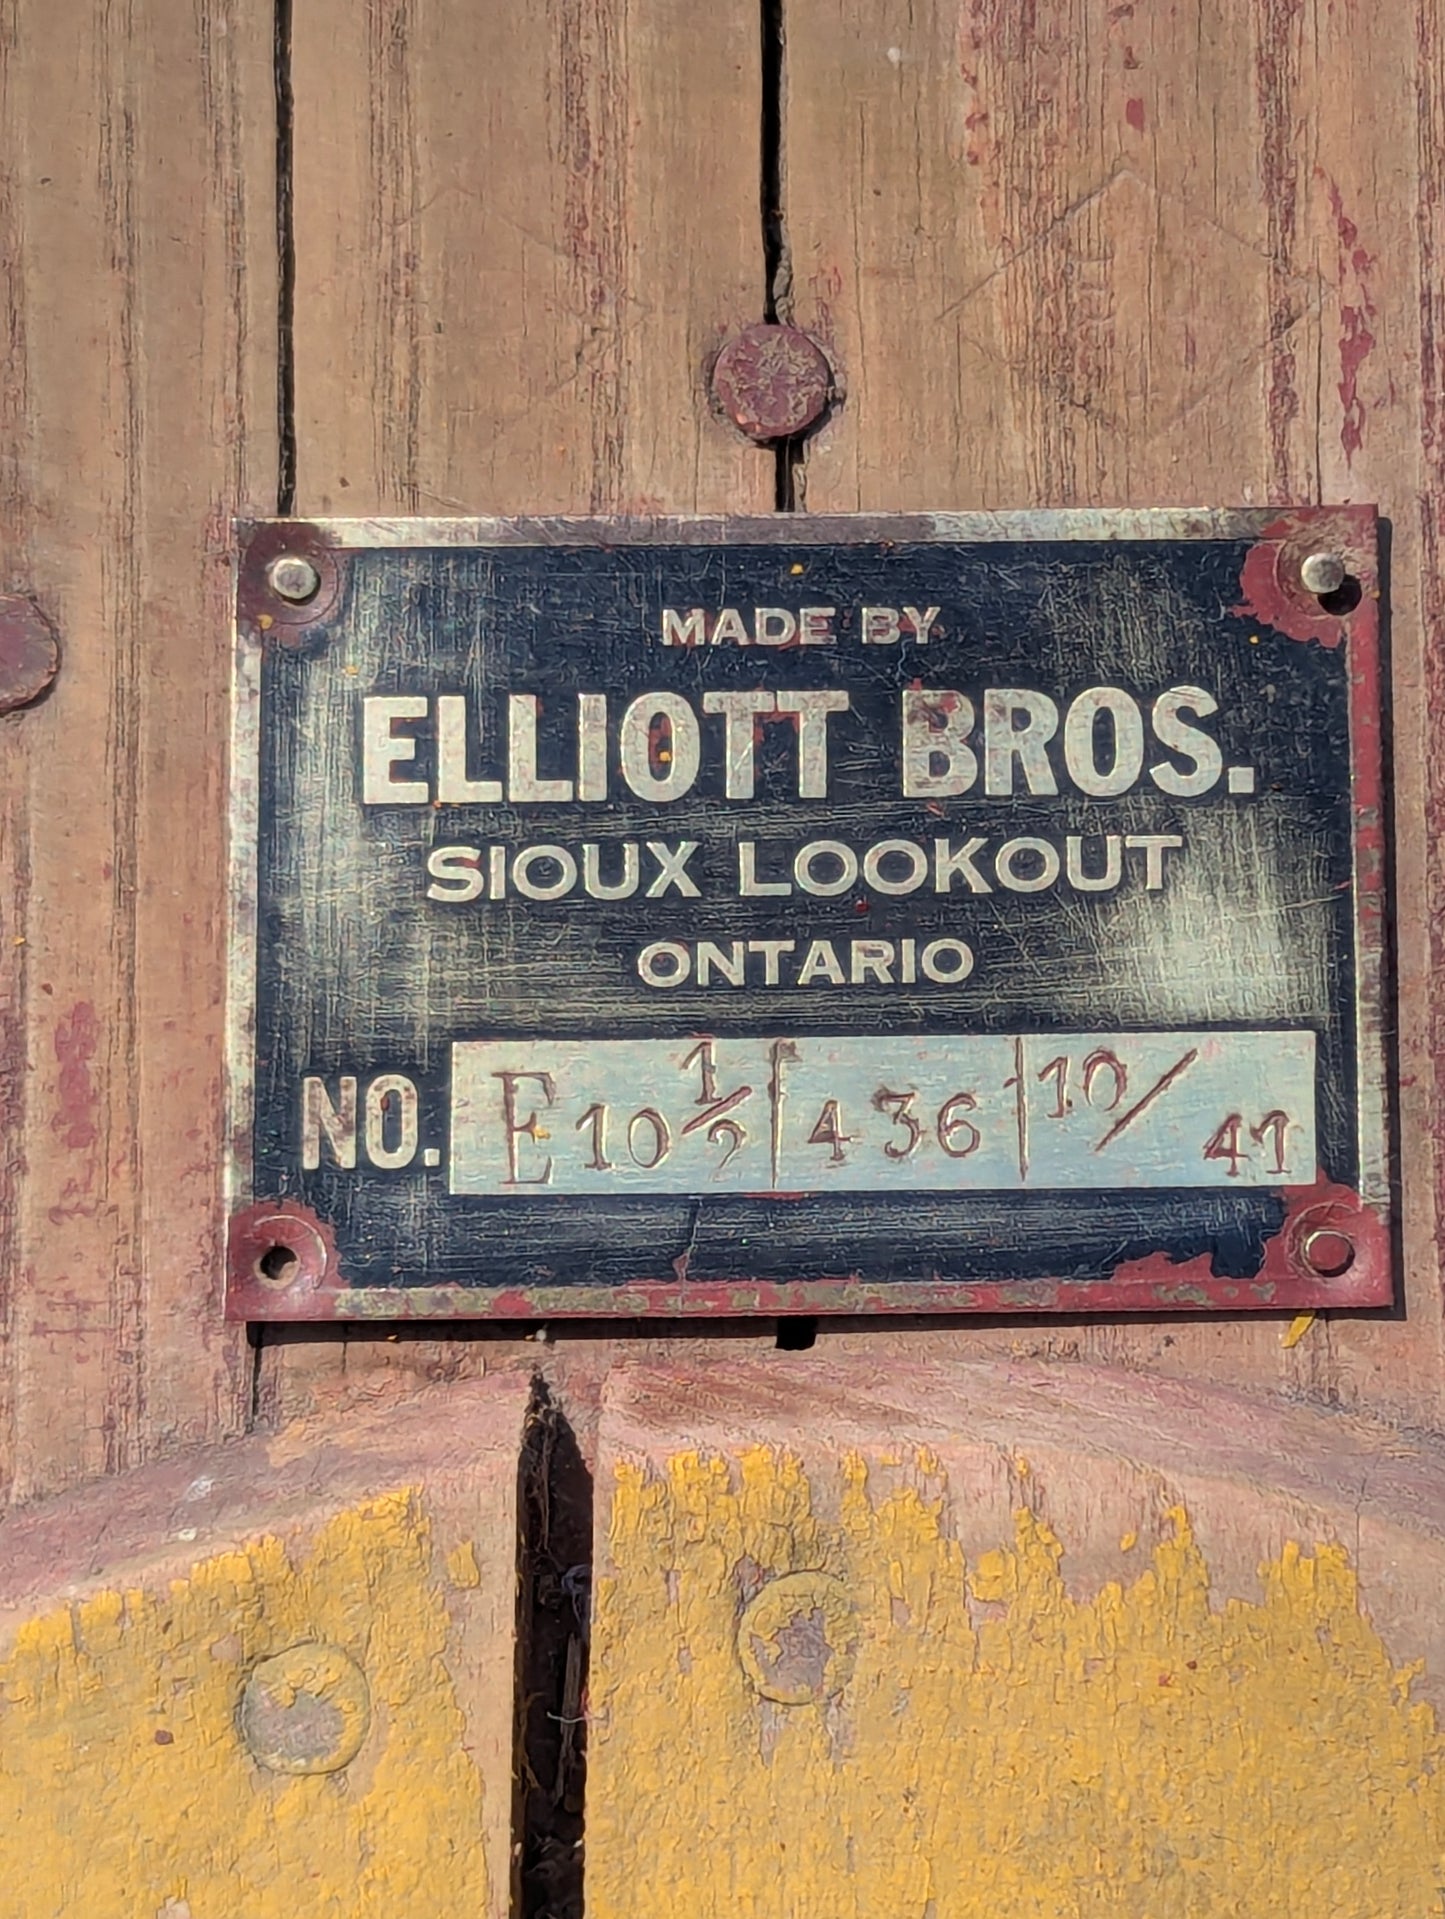 MADE BY
ELLIOTT BROS.
SIOUX LOOKOUT
ONTARIO
NO. E 10 1/2 | 436 | 10/41